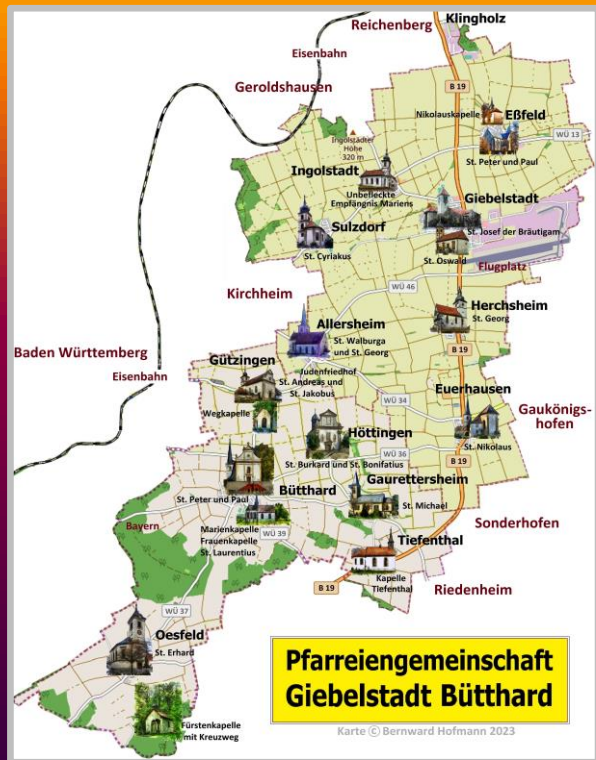 Reichenberg
Klingholz
Eisenbahn
Geroldshausen
B 19
Nikolauskapelle
Eßfeld
WÜ 13
Ingolstädter
Höhe
320 m
St. Peter und Paul
Ingolstadt
Unbefleckte
Empfängnis Mariens
Giebelstadt
Sulzdorf
St. Josef der Bräutigam
St. Cyriakus
St. Oswald
Flugplatz
WÜ 46
Kirchheim
Herchsheim
St. Georg
Allersheim
St. Walburga
und St. Georg
Baden Württemberg
Gützingen
Judenfriedhof
Eisenbahn
St. Andreas und
St. Jakobus
Euerhausen
Wegkapelle
WÜ 34
Gaukönigs-
hofen
Höttingen
St. Nikolaus
WÜ 36
St. Burkard und St. Bonifatius
B 19
Gaurettersheim
Bütthard
St. Peter und Paul
St. Michael
Bayern
Marienkapelle
Frauenkapelle
St. Laurentius
WÜ 39
Sonderhofen
Tiefenthal
Kapelle
Tiefenthal
B 19
Riedenheim
WÜ 37
Oesfeld
St. Erhard
Fürstenkapelle
mit Kreuzweg
Pfarreiengemeinschaft
Giebelstadt Bütthard
Karte © Bernward Hofmann 2023